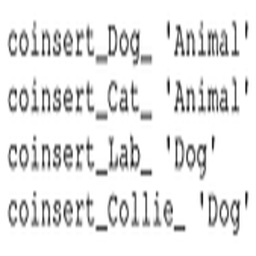 coinsert_Dog_ 'Animal'
coinsert_Cat_ 'Animal'
coinsert_Lab_ 'Dog'
coinsert_Collie_ 'Dog'